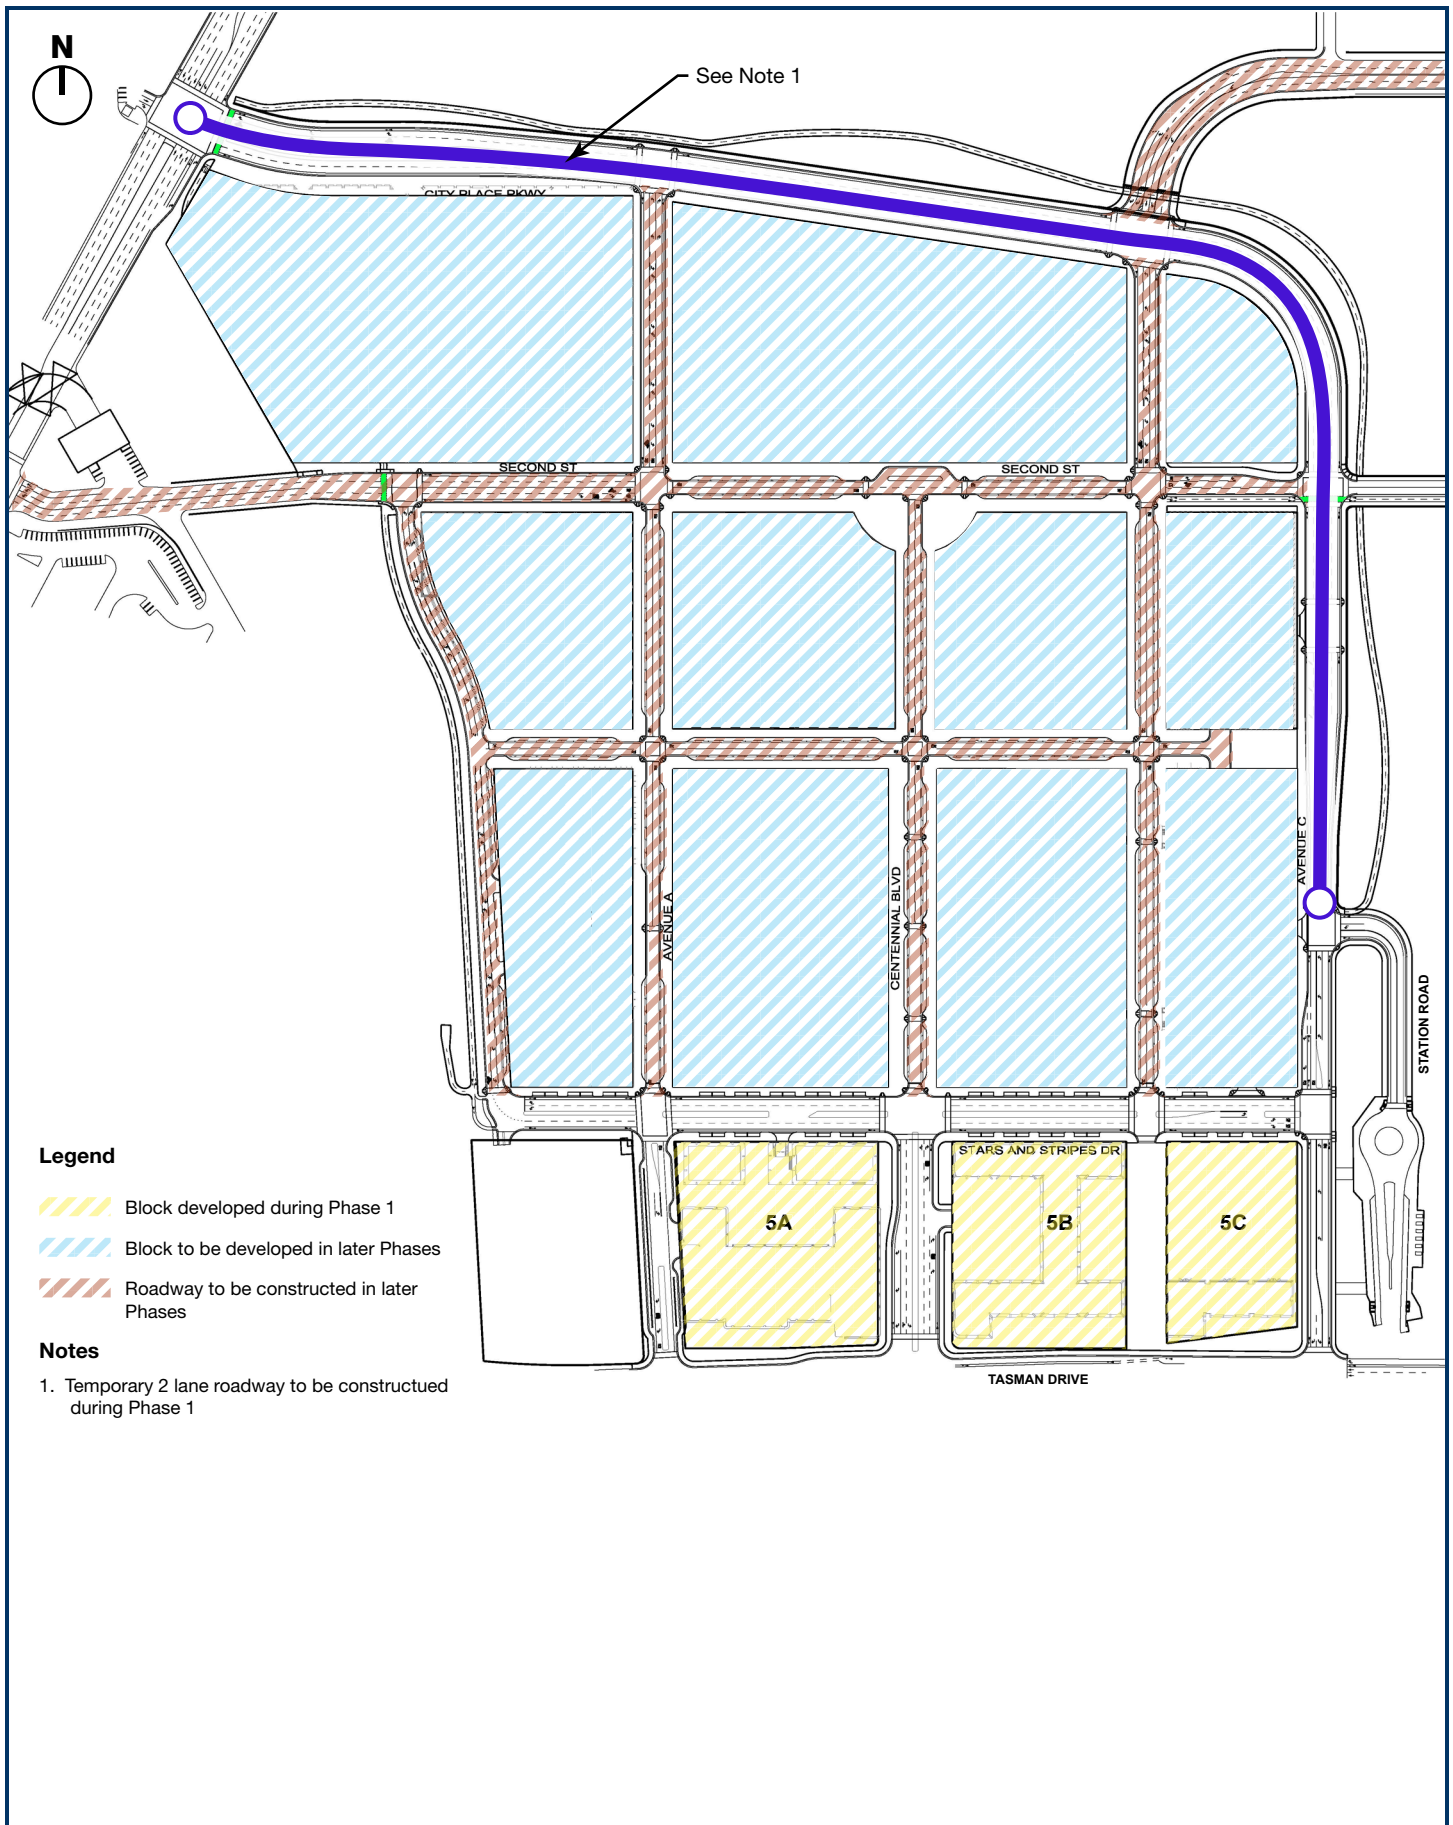 N
See Note 1
CITY PLACE PKWY
SECOND ST
SECOND ST
AVENUE A
CENTENNIAL BLVD
AVENUE C
STATION ROAD
STARS AND STRIPES DR
5A
5B
5C
TASMAN DRIVE
Legend
Block developed during Phase 1
Block to be developed in later Phases
Roadway to be constructed in later
Phases
Notes
1. Temporary 2 lane roadway to be constructued
during Phase 1